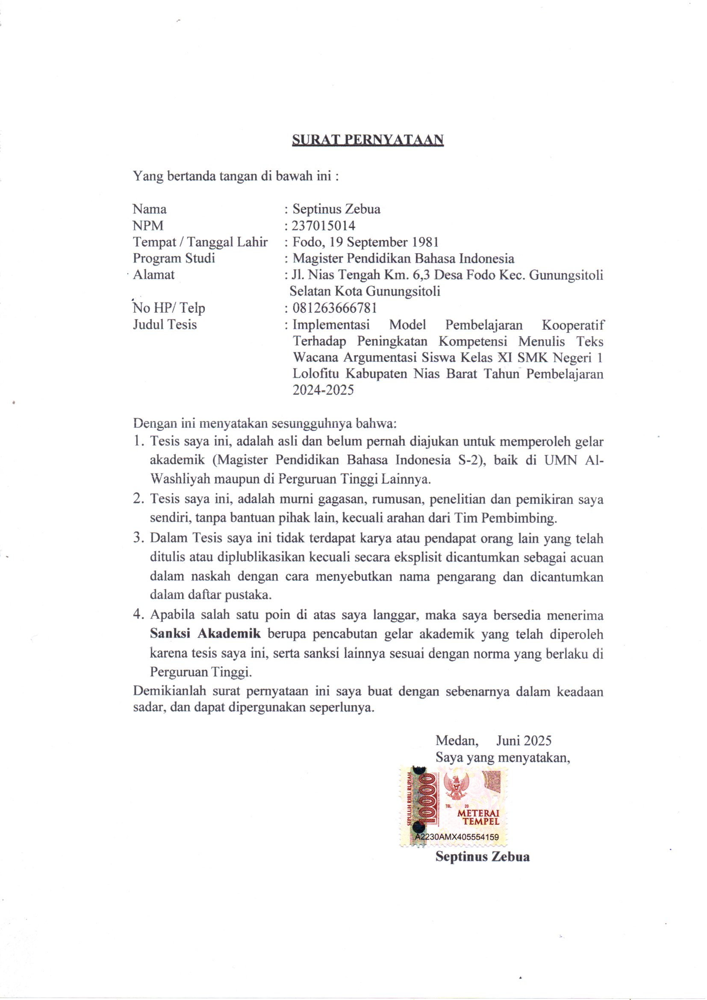 SURAT PERNYATAAN
Yang bertanda tangan di bawah ini :
Nama : Septinus Zebua
NPM : 237015014
Tempat / Tanggal Lahir : Fodo, 19 September 1981
Program Studi : Magister Pendidikan Bahasa Indonesia
Alamat : Jl. Nias Tengah Km. 6,3 Desa Fodo Kec. Gunungsitoli
Selatan Kota Gunungsitoli
No HP/ Telp : 081263666781
Judul Tesis : Implementasi Model Pembelajaran Kooperatif
Terhadap Peningkatan Kompetensi Menulis Teks
Wacana Argumentasi Siswa Kelas XI SMK Negeri 1
Lolofitu Kabupaten Nias Barat Tahun Pembelajaran
2024-2025
Dengan ini menyatakan sesungguhnya bahwa:
1. Tesis saya ini, adalah asli dan belum pernah diajukan untuk memperoleh gelar
akademik (Magister Pendidikan Bahasa Indonesia S-2), baik di UMN Al-
Washliyah maupun di Perguruan Tinggi Lainnya.
2. Tesis saya ini, adalah murni gagasan, rumusan, penelitian dan pemikiran saya
sendiri, tanpa bantuan pihak lain, kecuali arahan dari Tim Pembimbing.
3. Dalam Tesis saya ini tidak terdapat karya atau pendapat orang lain yang telah
ditulis atau diplublikasikan kecuali secara eksplisit dicantumkan sebagai acuan
dalam naskah dengan cara menyebutkan nama pengarang dan dicantumkan
dalam daftar pustaka.
4. Apabila salah satu poin di atas saya langgar, maka saya bersedia menerima
Sanksi Akademik berupa pencabutan gelar akademik yang telah diperoleh
karena tesis saya ini, serta sanksi lainnya sesuai dengan norma yang berlaku di
Perguruan Tinggi.
Demikianlah surat pernyataan ini saya buat dengan sebenarnya dalam keadaan
sadar, dan dapat dipergunakan seperlunya.
Medan, Juni 2025
Saya yang menyatakan,
SEPULUH RIBU RUPIAH
10000
TGL. 20
METERAI
TEMPEL
A2230AMX405554159
Septinus Zebua